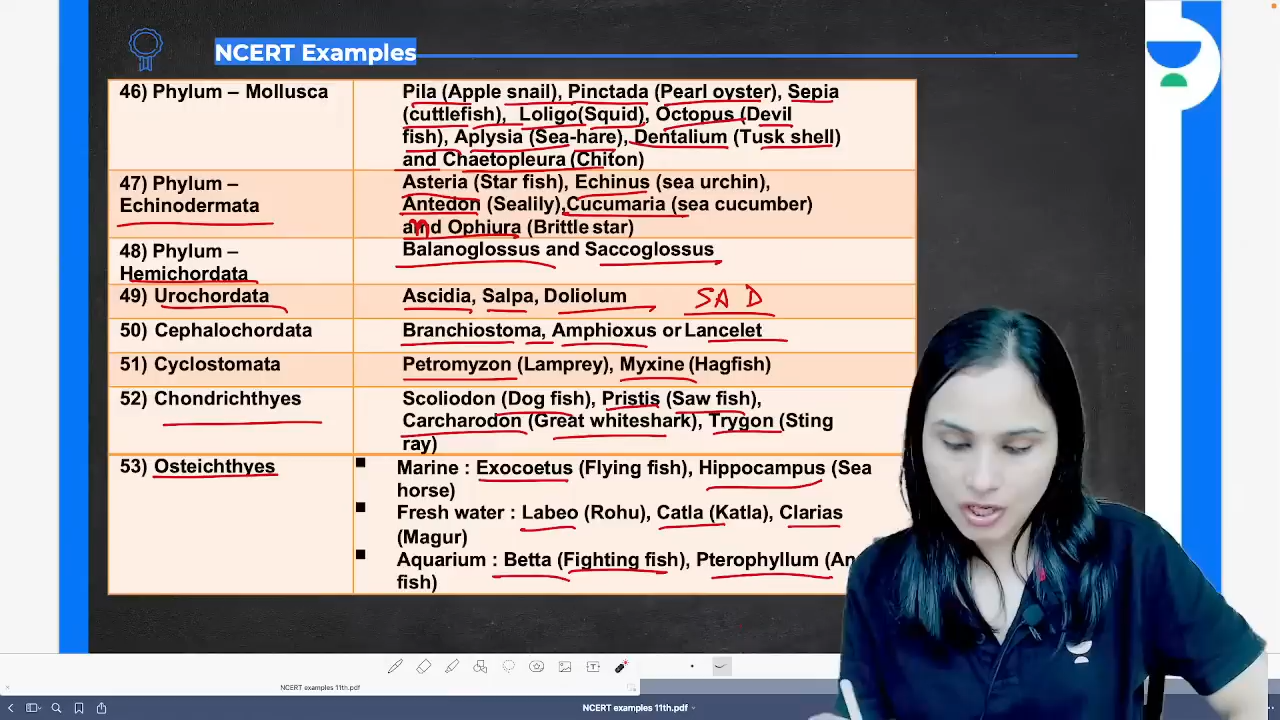 NCERT Examples
46) Phylum – Mollusca
Pila (Apple snail), Pinctada (Pearl oyster), Sepia
(cuttlefish), Loligo(Squid), Octopus (Devil
fish), Aplysia (Sea-hare), Dentalium (Tusk shell)
and Chaetopleura (Chiton)
47) Phylum –
Echinodermata
Asteria (Star fish), Echinus (sea urchin),
Antedon (Sealily),Cucumaria (sea cucumber)
and Ophiura (Brittle star)
48) Phylum –
Hemichordata
Balanoglossus and Saccoglossus
49) Urochordata
Ascidia, Salpa, Doliolum
SAD
50) Cephalochordata
Branchiostoma, Amphioxus or Lancelet
51) Cyclostomata
Petromyzon (Lamprey), Myxine (Hagfish)
52) Chondrichthyes
Scoliodon (Dog fish), Pristis (Saw fish),
Carcharodon (Great whiteshark), Trygon (Sting
ray)
53) Osteichthyes
■ Marine : Exocoetus (Flying fish), Hippocampus (Sea
horse)
■ Fresh water : Labeo (Rohu), Catla (Katla), Clarias
(Magur)
■ Aquarium : Betta (Fighting fish), Pterophyllum (An
fish)
NCERT examples 11th.pdf
NCERT examples 11th.pdf